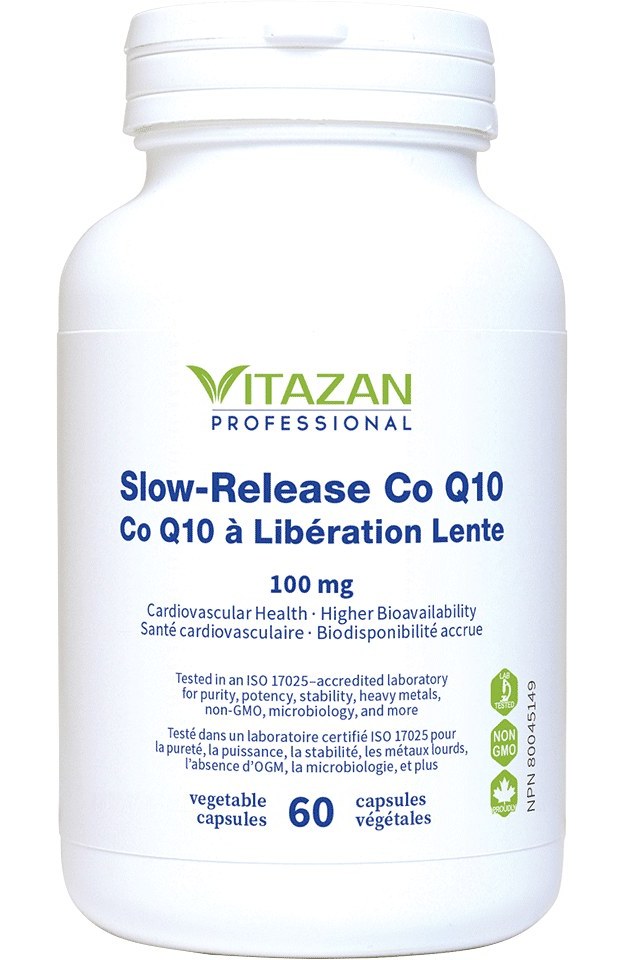 VITAZAN
PROFESSIONAL
Slow-Release Co Q10
Co Q10 à Libération Lente
100 mg
Cardiovascular Health · Higher Bioavailability
Santé cardiovasculaire · Biodisponibilité accrue
Tested in an ISO 17025–accredited laboratory
for purity, potency, stability, heavy metals,
non-GMO, microbiology, and more
Testé dans un laboratoire certifié ISO 17025 pour
la pureté, la puissance, la stabilité, les métaux lourds,
l'absence d'OGM, la microbiologie, et plus
vegetable
capsules
60
capsules
végétales
LAB
TESTED
NON
GMO
PROUDLY
NPN 80045149